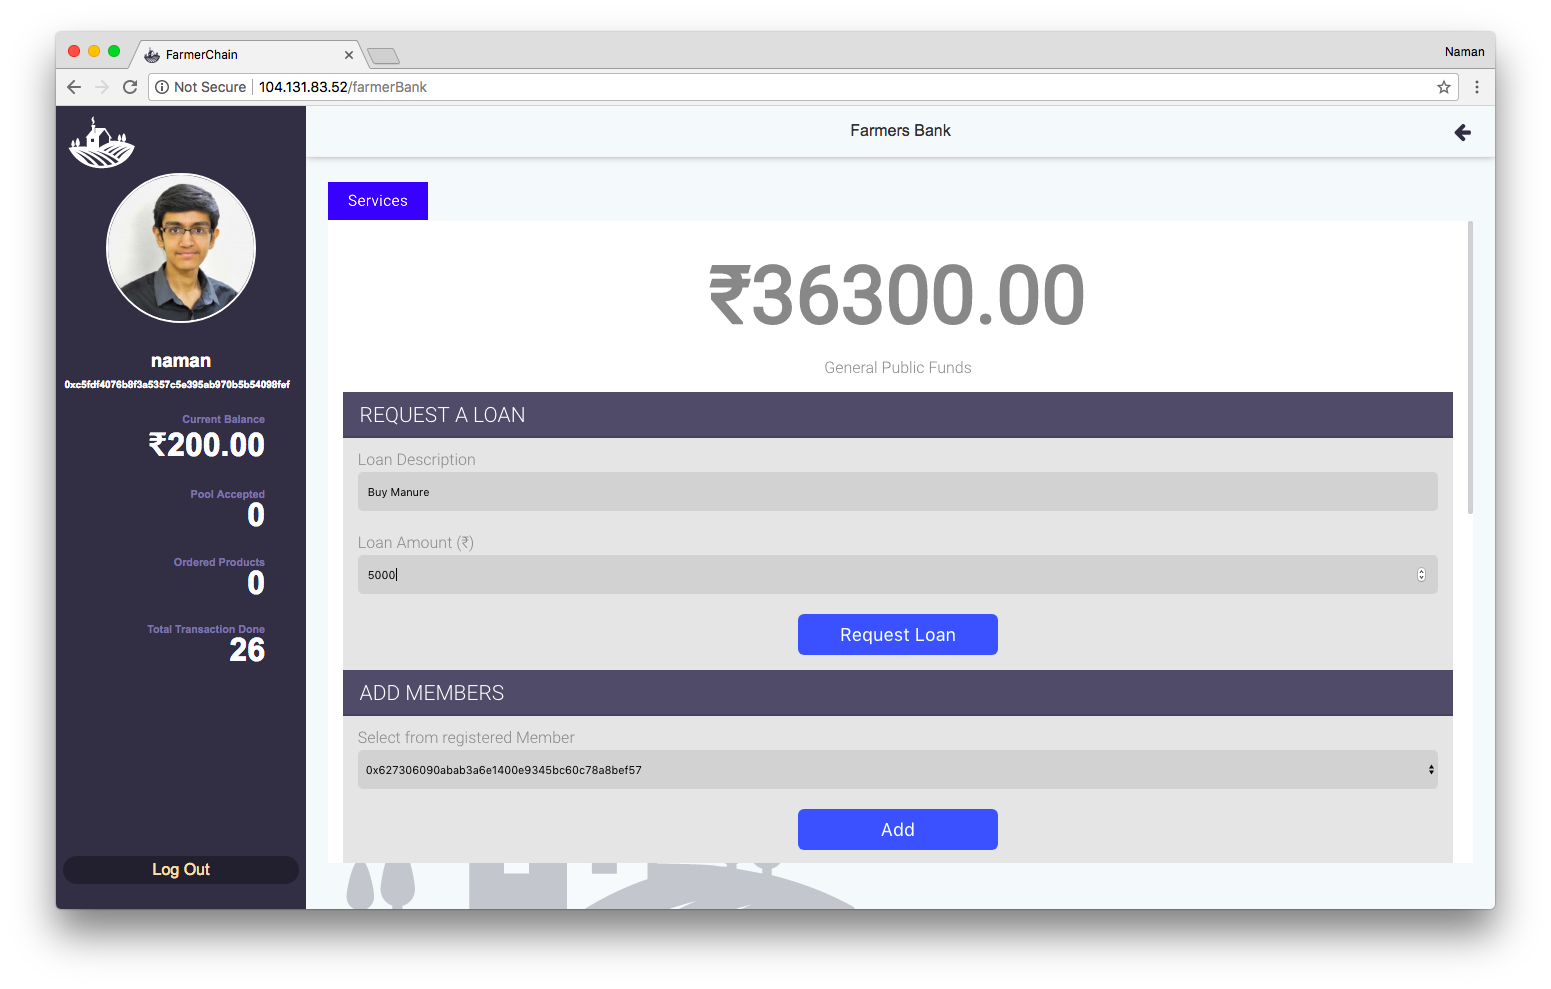 FarmerChain
Naman
Not Secure
104.131.83.52/farmerBank
Farmers Bank
naman
0xc5fdf4076b8f3a5357c5e395ab970b5b54098fef
Current Balance
₹200.00
Pool Accepted
0
Ordered Products
0
Total Transaction Done
26
Log Out
Services
₹36300.00
General Public Funds
REQUEST A LOAN
Loan Description
Buy Manure
Loan Amount (₹)
5000
Request Loan
ADD MEMBERS
Select from registered Member
0x627306090abab3a6e1400e9345bc60c78a8bef57
Add